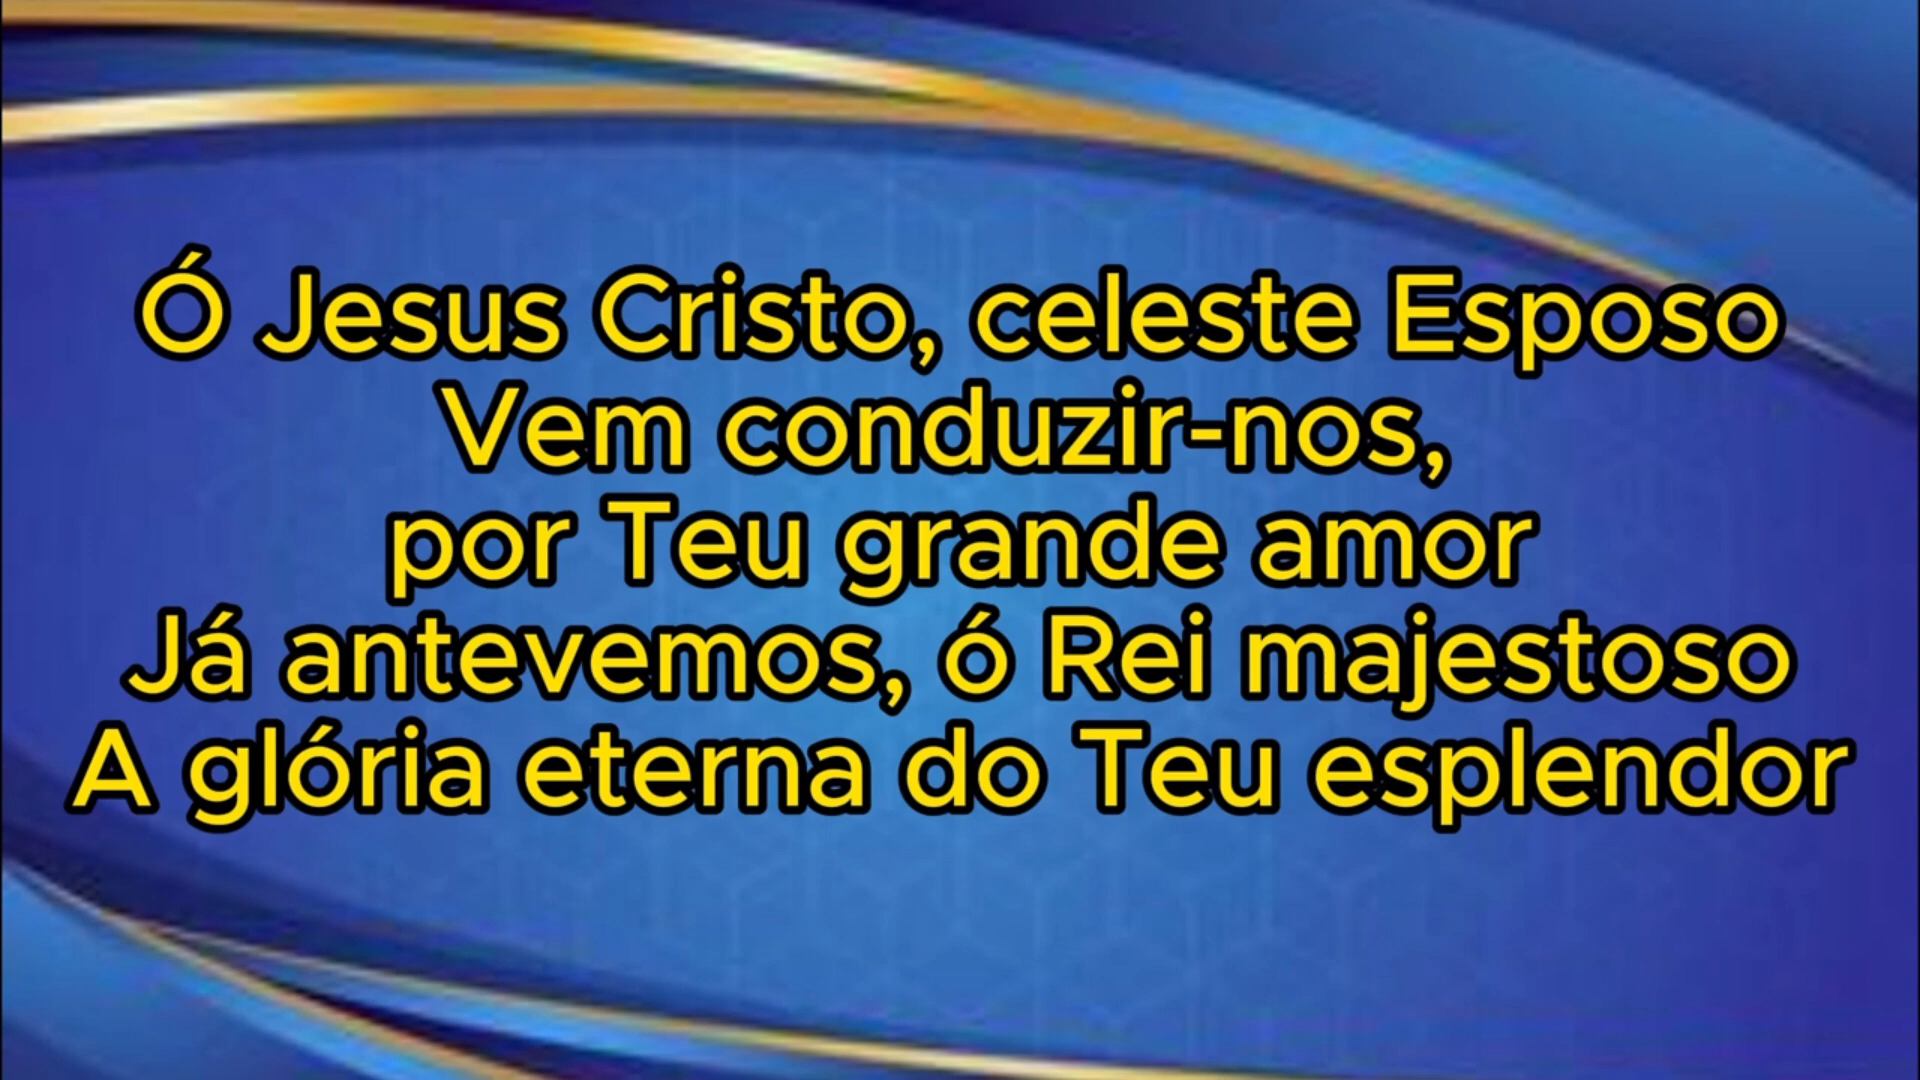 Ó Jesus Cristo, celeste Esposo
Vem conduzir-nos,
por Teu grande amor
Já antevemos, ó Rei majestoso
A glória eterna do Teu esplendor